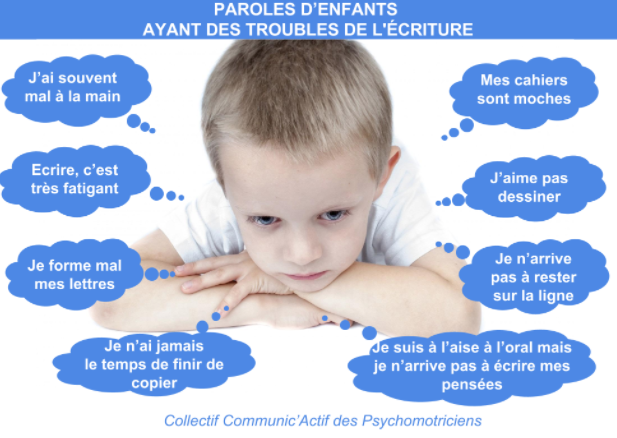 PAROLES D'ENFANTS
AYANT DES TROUBLES DE L'ÉCRITURE
J'ai souvent
mal à la main
Mes cahiers
sont moches
Ecrire, c'est
très fatigant
J'aime pas
dessiner
Je forme mal
mes lettres
Je n'arrive
pas à rester
sur la ligne
Je n'ai jamais
le temps de finir de
copier
Je suis à l'aise à l'oral mais
je n'arrive pas à écrire mes
pensées
Collectif Communic'Actif des Psychomotriciens